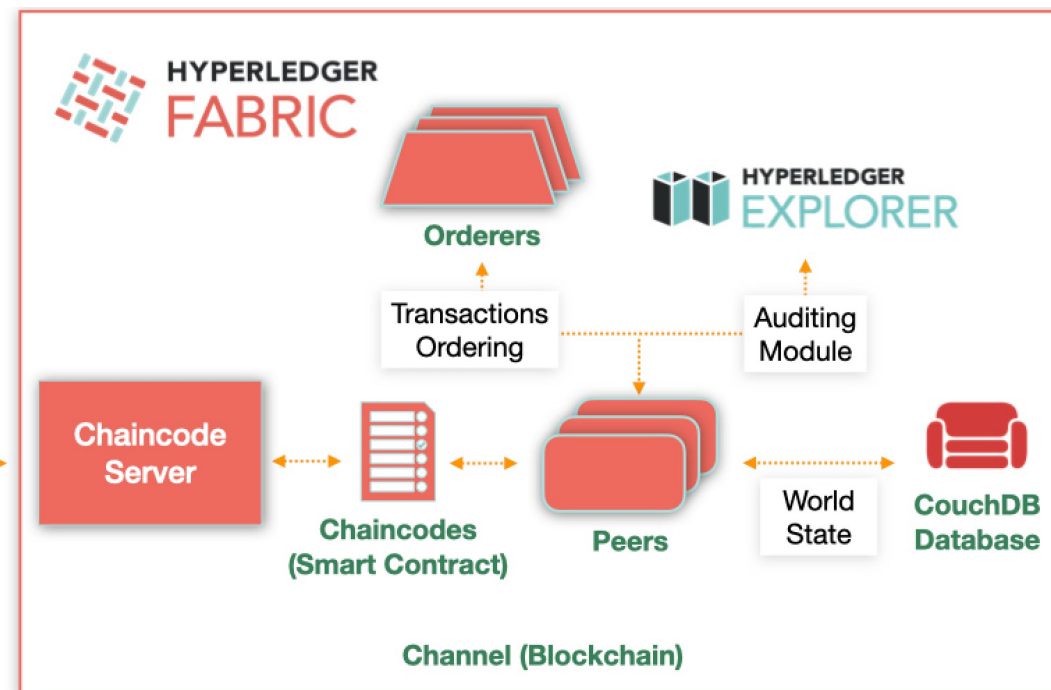 HYPERLEDGER
FABRIC
Orderers
HYPERLEDGER
EXPLORER
Transactions
Ordering
Auditing
Module
Chaincode
Server
Chaincodes
(Smart Contract)
Peers
World
State
CouchDB
Database
Channel (Blockchain)